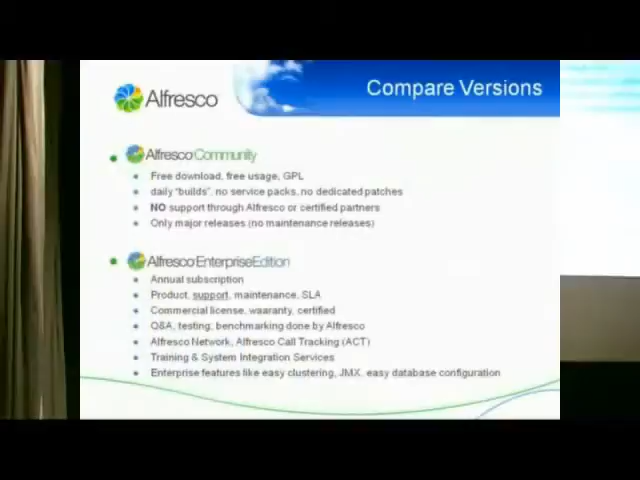 Compare Versions
Alfresco
Alfresco Community
Free download, free usage, GPL
daily "builds", no service packs, no dedicated patches
NO support through Alfresco or certified partners
Only major releases (no maintenance releases)
Alfresco EnterpriseEdition
Annual subscription
Product, support, maintenance, SLA
Commercial license, waaranty, certified
Q&A, testing, benchmarking done by Alfresco
Alfresco Network, Alfresco Call Tracking (ACT)
Training & System Integration Services
Enterprise features like easy clustering, JMX, easy database configuration